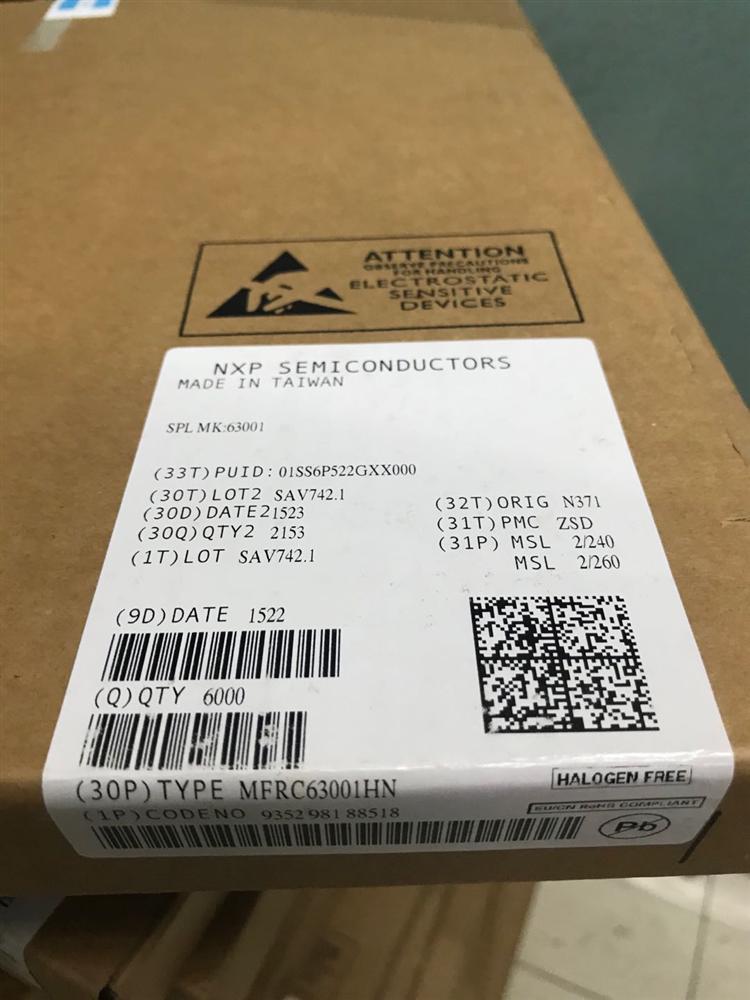 ATTENTION
OBSERVE PRECAUTIONS
FOR HANDLING
ELECTROSTATIC
SENSITIVE
DEVICES
NXP SEMICONDUCTORS
MADE IN TAIWAN
SPL MK:63001
(33T)PUID: 01SS6P522GXX000
(30T)LOT2 SAV742.1
(32T)ORIG N371
(30D)DATE2 1523
(31T)PMC ZSD
(30Q)QTY2 2153
(31P) MSL 2/240
(1T)LOT SAV742.1
MSL 2/260
(9D)DATE 1522
(Q)QTY 6000
(30P)TYPE MFRC63001HN
HALOGEN FREE
(1P)CODENO 9352 981 88518
EU/CN RoHS COMPLIANT
Pb